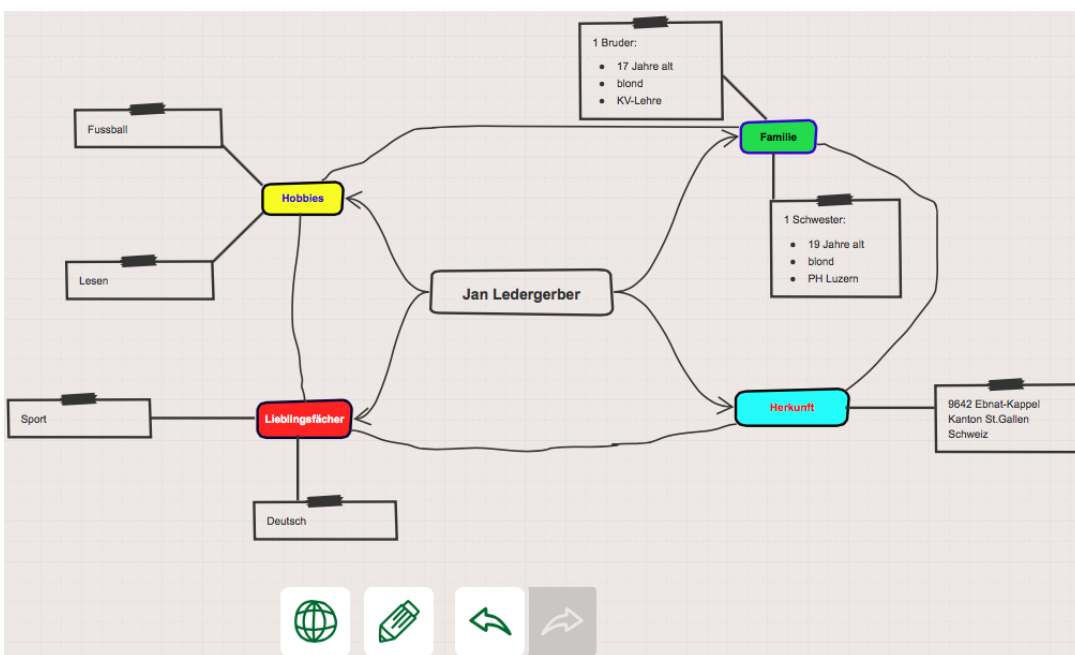 1 Bruder:
17 Jahre alt
blond
KV-Lehre
Fussball
Familie
Hobbies
1 Schwester:
19 Jahre alt
blond
PH Luzern
Lesen
Jan Ledergerber
Sport
Lieblingsfächer
Herkunft
9642 Ebnat-Kappel
Kanton St.Gallen
Schweiz
Deutsch